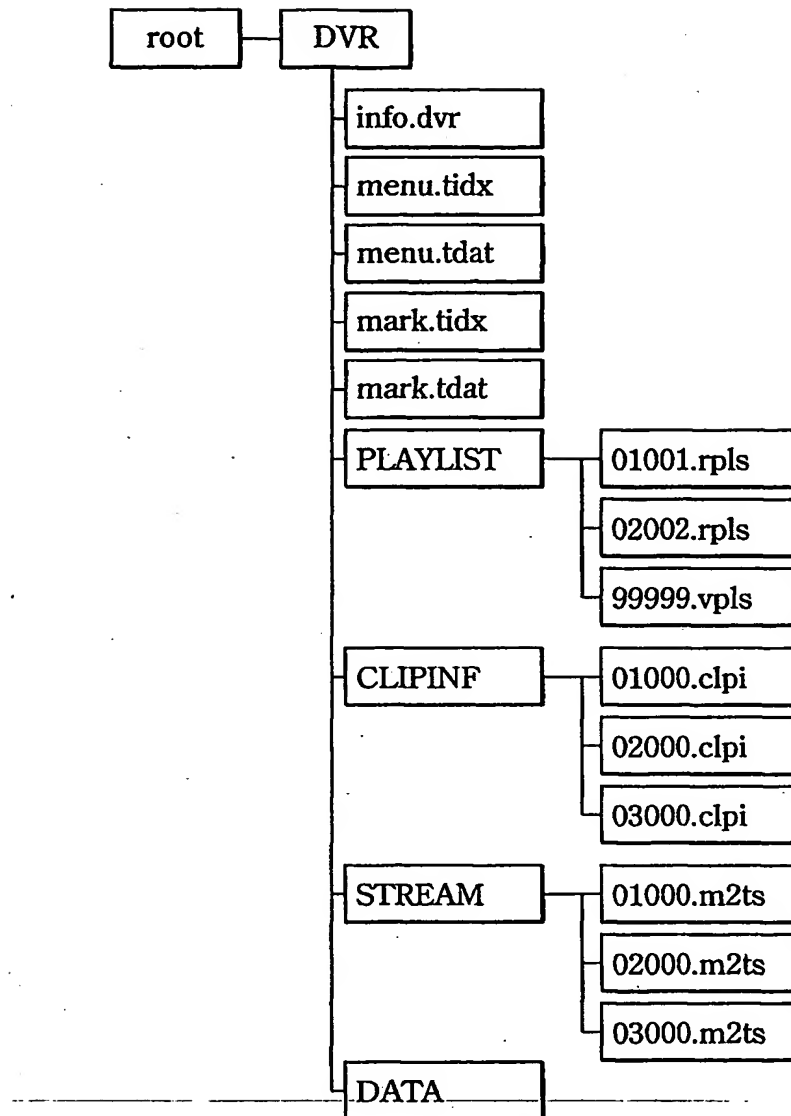 root DVR
info.dvr
menu.tidx
menu.tdat
mark.tidx
mark.tdat
PLAYLIST 01001.rpls
02002.rpls
99999.vpls
CLIPINF 01000.clpi
02000.clpi
03000.clpi
STREAM 01000.m2ts
02000.m2ts
03000.m2ts
DATA